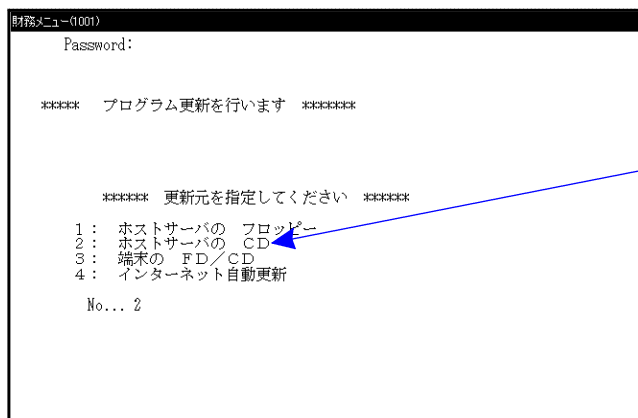 財務メニュー(1001)
Password:
***** プログラム更新を行います *******
****** 更新元を指定してください ******
1： ホストサーバの フロッピー
2： ホストサーバの ＣＤ
3： 端末の ＦＤ／ＣＤ
4： インターネット自動更新
No... 2